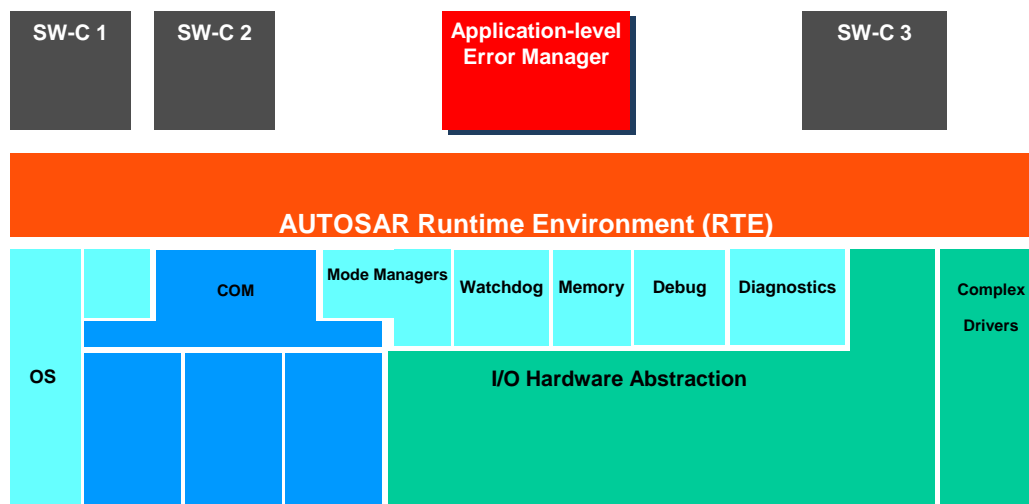 SW-C 1
SW-C 2
Application-level
Error Manager
SW-C 3
AUTOSAR Runtime Environment (RTE)
COM
Mode Managers
Watchdog
Memory
Debug
Diagnostics
Complex
Drivers
OS
I/O Hardware Abstraction